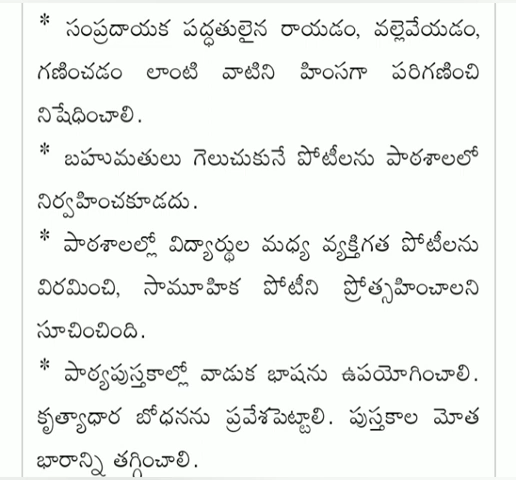 * సంప్రదాయక పద్ధతులైన రాయడం, వల్లెవేయడం,
గణించడం లాంటి వాటిని హింసగా పరిగణించి
నిషేధించాలి.
* బహుమతులు గెలుచుకునే పోటీలను పాఠశాలలో
నిర్వహించకూడదు.
* పాఠశాలల్లో విద్యార్థుల మధ్య వ్యక్తిగత పోటీలను
విరమించి, సామూహిక పోటీని ప్రోత్సహించాలని
సూచించింది.
* పాఠ్యపుస్తకాల్లో వాడుక భాషను ఉపయోగించాలి.
కృత్యాధార బోధనను ప్రవేశపెట్టాలి. పుస్తకాల మోత
భారాన్ని తగ్గించాలి.